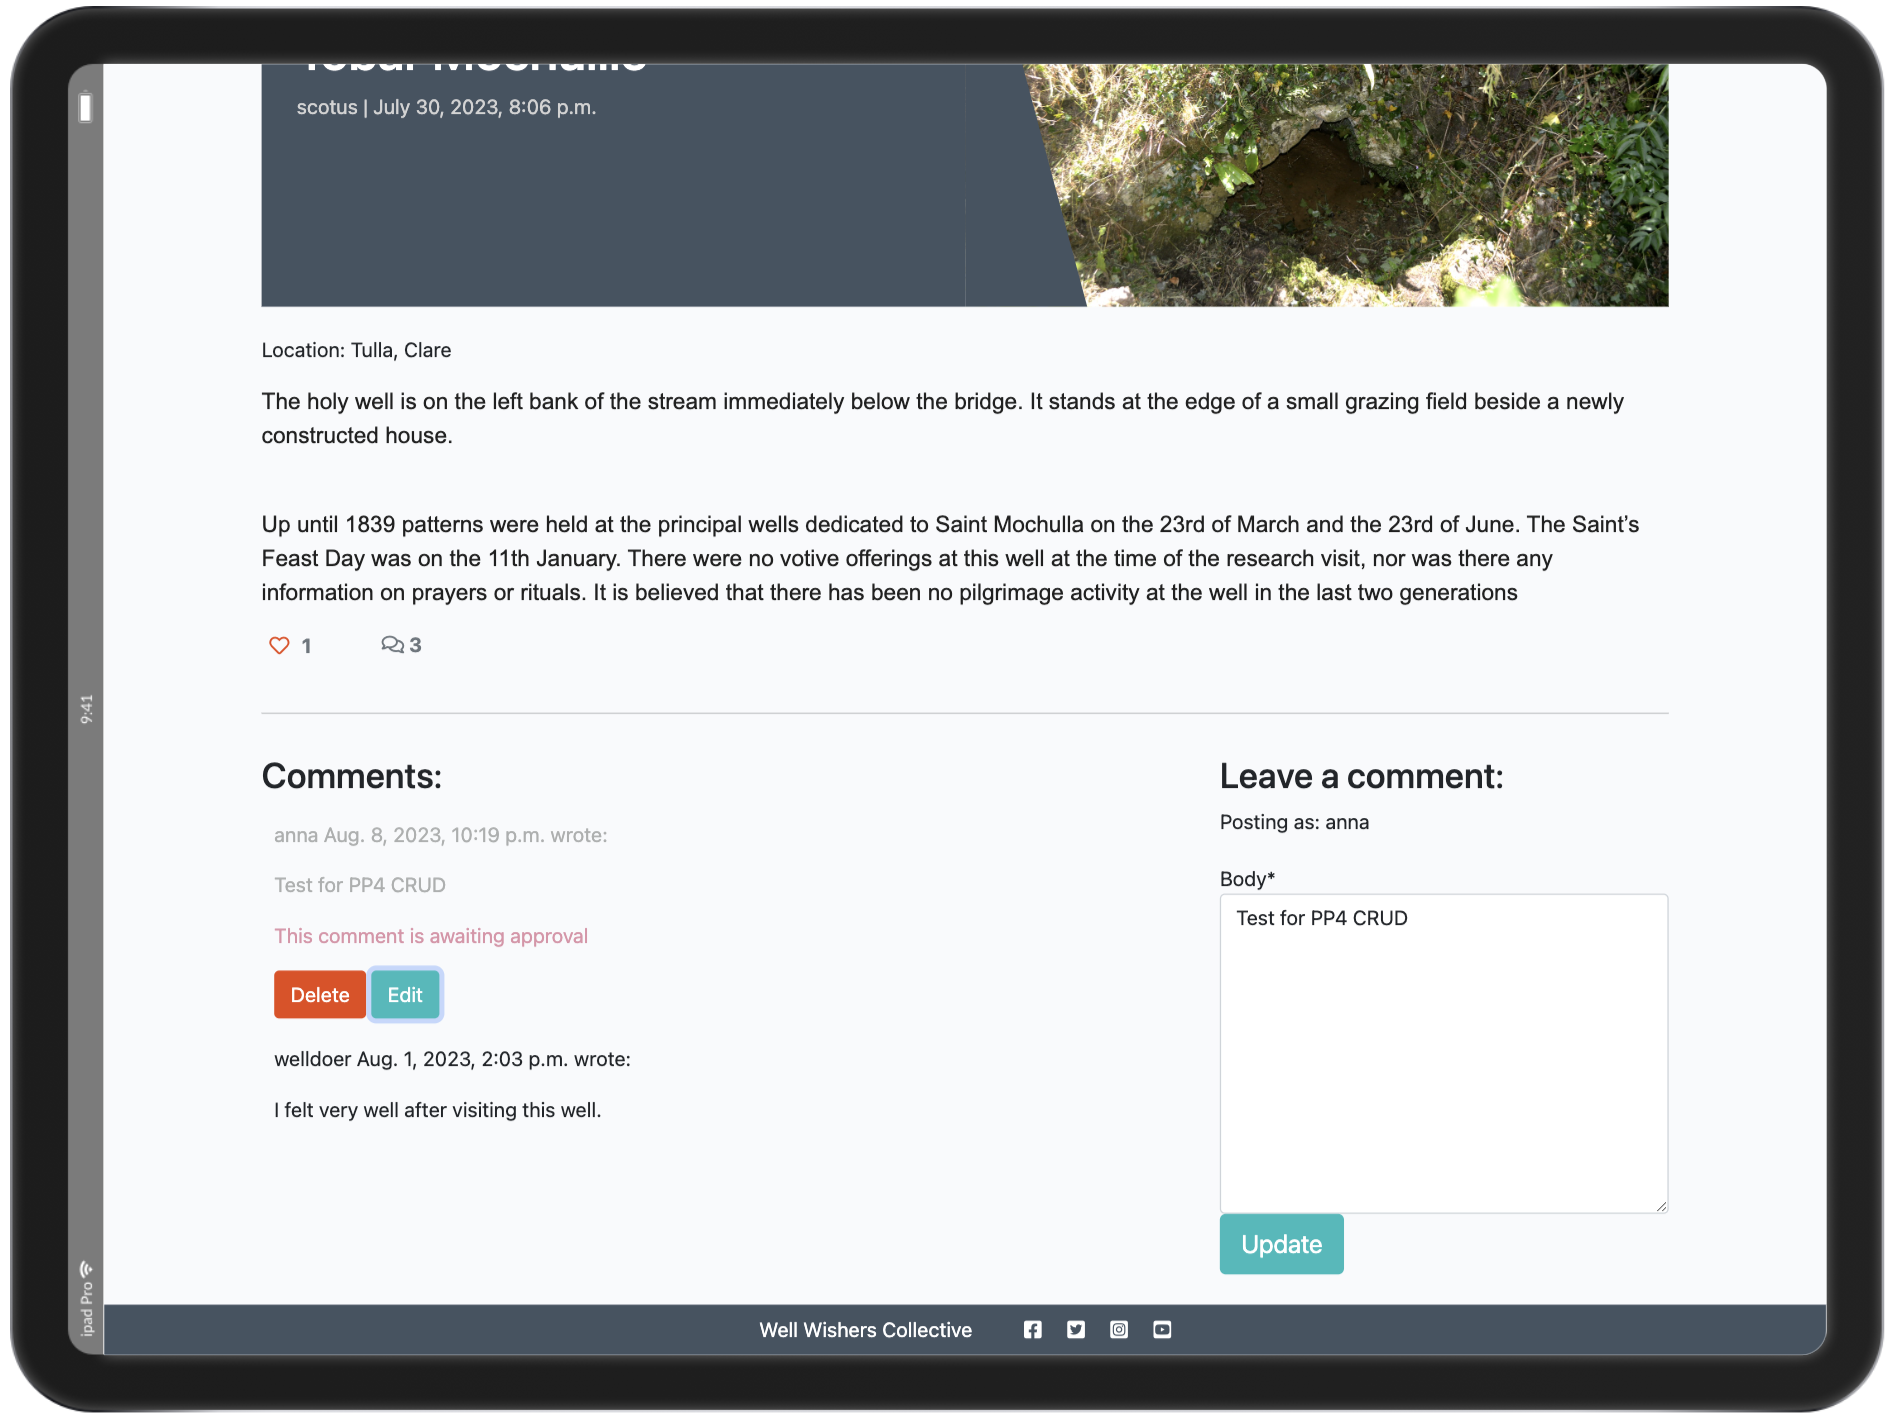 scotus | July 30, 2023, 8:06 p.m.
Location: Tulla, Clare
The holy well is on the left bank of the stream immediately below the bridge. It stands at the edge of a small grazing field beside a newly
constructed house.
Up until 1839 patterns were held at the principal wells dedicated to Saint Mochulla on the 23rd of March and the 23rd of June. The Saint’s
Feast Day was on the 11th January. There were no votive offerings at this well at the time of the research visit, nor was there any
information on prayers or rituals. It is believed that there has been no pilgrimage activity at the well in the last two generations
1 3
Comments:
anna Aug. 8, 2023, 10:19 p.m. wrote:
Test for PP4 CRUD
This comment is awaiting approval
Delete Edit
welldoer Aug. 1, 2023, 2:03 p.m. wrote:
I felt very well after visiting this well.
Leave a comment:
Posting as: anna
Body*
Test for PP4 CRUD
Update
Well Wishers Collective
9:41
ipad Pro